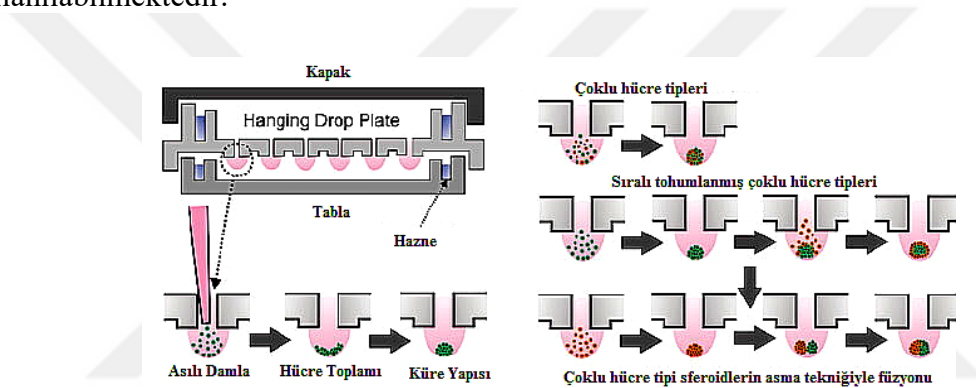 Kapak
Hanging Drop Plate
Tabla
Hazne
Asılı Damla
Hücre Toplamı
Küre Yapısı
Çoklu hücre tipleri
Sıralı tohumlanmış çoklu hücre tipleri
Çoklu hücre tipi sferoidlerin asma tekniğiyle füzyonu